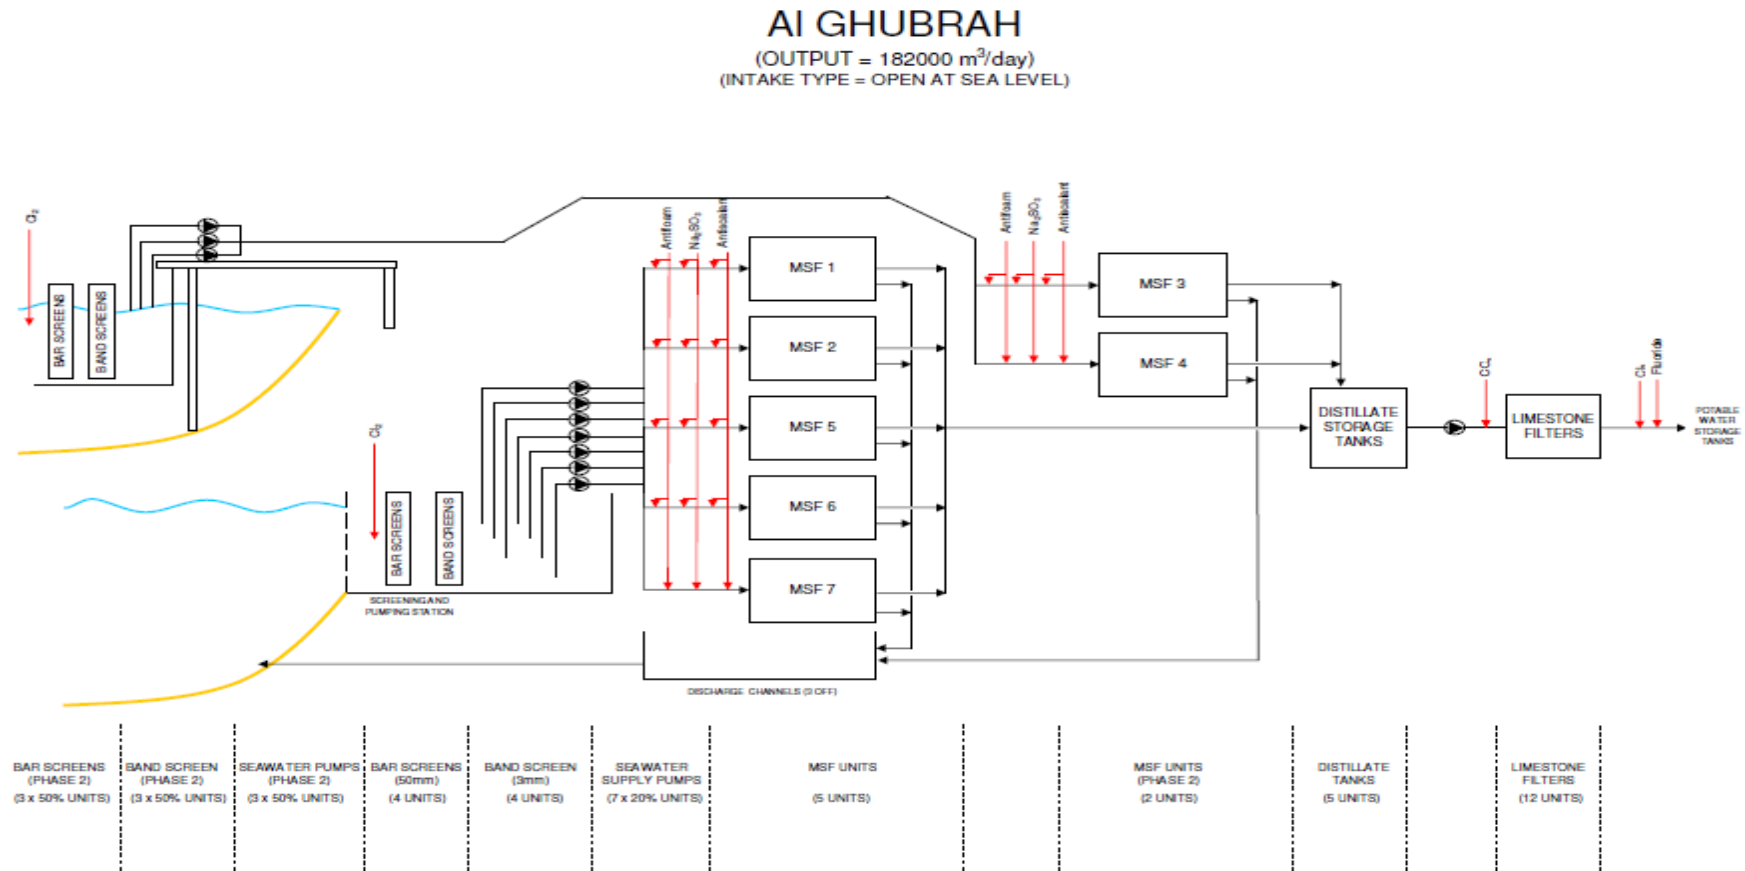 Al GHUBRAH
(OUTPUT = 182000 m³/day)
(INTAKE TYPE = OPEN AT SEA LEVEL)
Cl₂
BAR SCREENS
BAND SCREENS
Cl₂
BAR SCREENS
BAND SCREENS
SCREENING AND
PUMPING STATION
Antifoam
Na₂SO₃
Antiscalant
MSF 1
MSF 2
MSF 5
MSF 6
MSF 7
DISCHARGE CHANNELS (3 OFF)
Antifoam
Na₂SO₃
Antiscalant
MSF 3
MSF 4
DISTILLATE
STORAGE
TANKS
LIMESTONE
FILTERS
Fluoride
POTABLE
WATER
STORAGE
TANKS
BAR SCREENS
(PHASE 2)
(3 x 50% UNITS)
BAND SCREEN
(PHASE 2)
(3 x 50% UNITS)
SEAWATER PUMPS
(PHASE 2)
(3 x 50% UNITS)
BAR SCREENS
(50mm)
(4 UNITS)
BAND SCREEN
(3mm)
(4 UNITS)
SEAWATER
SUPPLY PUMPS
(7 x 20% UNITS)
MSF UNITS
(5 UNITS)
MSF UNITS
(PHASE 2)
(2 UNITS)
DISTILLATE
TANKS
(5 UNITS)
LIMESTONE
FILTERS
(12 UNITS)